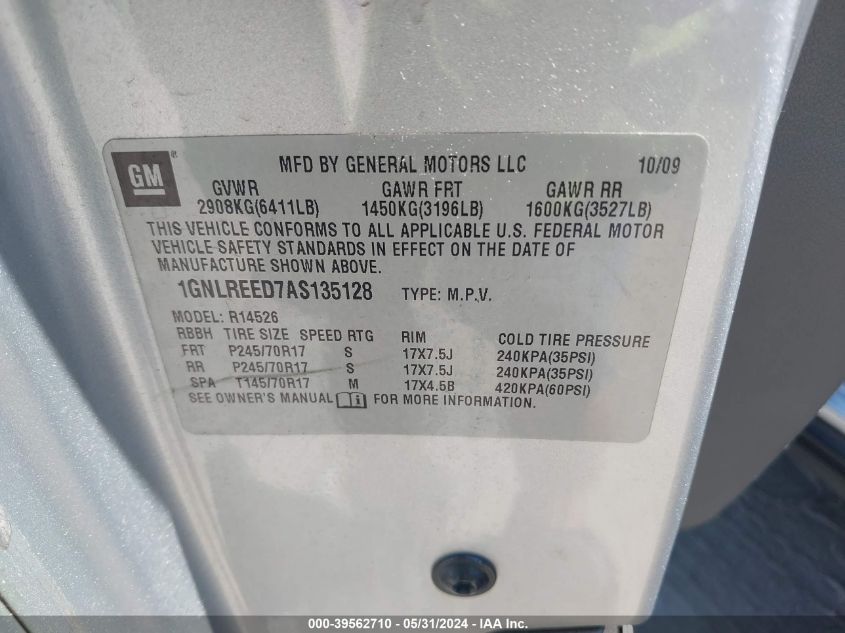 GM ® MFD BY GENERAL MOTORS LLC 10/09
GVWR GAWR FRT GAWR RR
2908KG(6411LB) 1450KG(3196LB) 1600KG(3527LB)
THIS VEHICLE CONFORMS TO ALL APPLICABLE U.S. FEDERAL MOTOR
VEHICLE SAFETY STANDARDS IN EFFECT ON THE DATE OF
MANUFACTURE SHOWN ABOVE.
1GNLREED7AS135128 TYPE: M.P.V.
MODEL: R14526
RBBH TIRE SIZE SPEED RTG RIM COLD TIRE PRESSURE
FRT P245/70R17 S 17X7.5J 240KPA(35PSI)
RR P245/70R17 S 17X7.5J 240KPA(35PSI)
SPA T145/70R17 M 17X4.5B 420KPA(60PSI)
SEE OWNER'S MANUAL i FOR MORE INFORMATION.
000-39562710 - 05/31/2024 - IAA Inc.